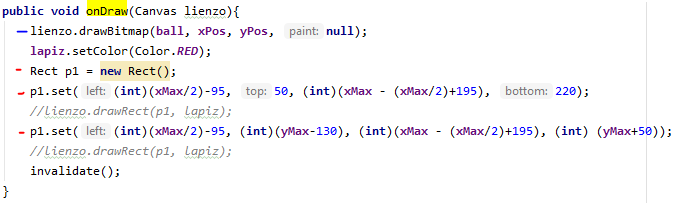 public void onDraw(Canvas lienzo){
lienzo.drawBitmap(ball, xPos, yPos, paint: null);
lapiz.setColor(Color.RED);
Rect p1 = new Rect();
p1.set( left: (int)(xMax/2)-95, top: 50, (int)(xMax - (xMax/2)+195), bottom: 220);
//lienzo.drawRect(p1, lapiz);
p1.set( left: (int)(xMax/2)-95, (int)(yMax-130), (int)(xMax - (xMax/2)+195), (int) (yMax+50));
//lienzo.drawRect(p1, lapiz);
invalidate();
}